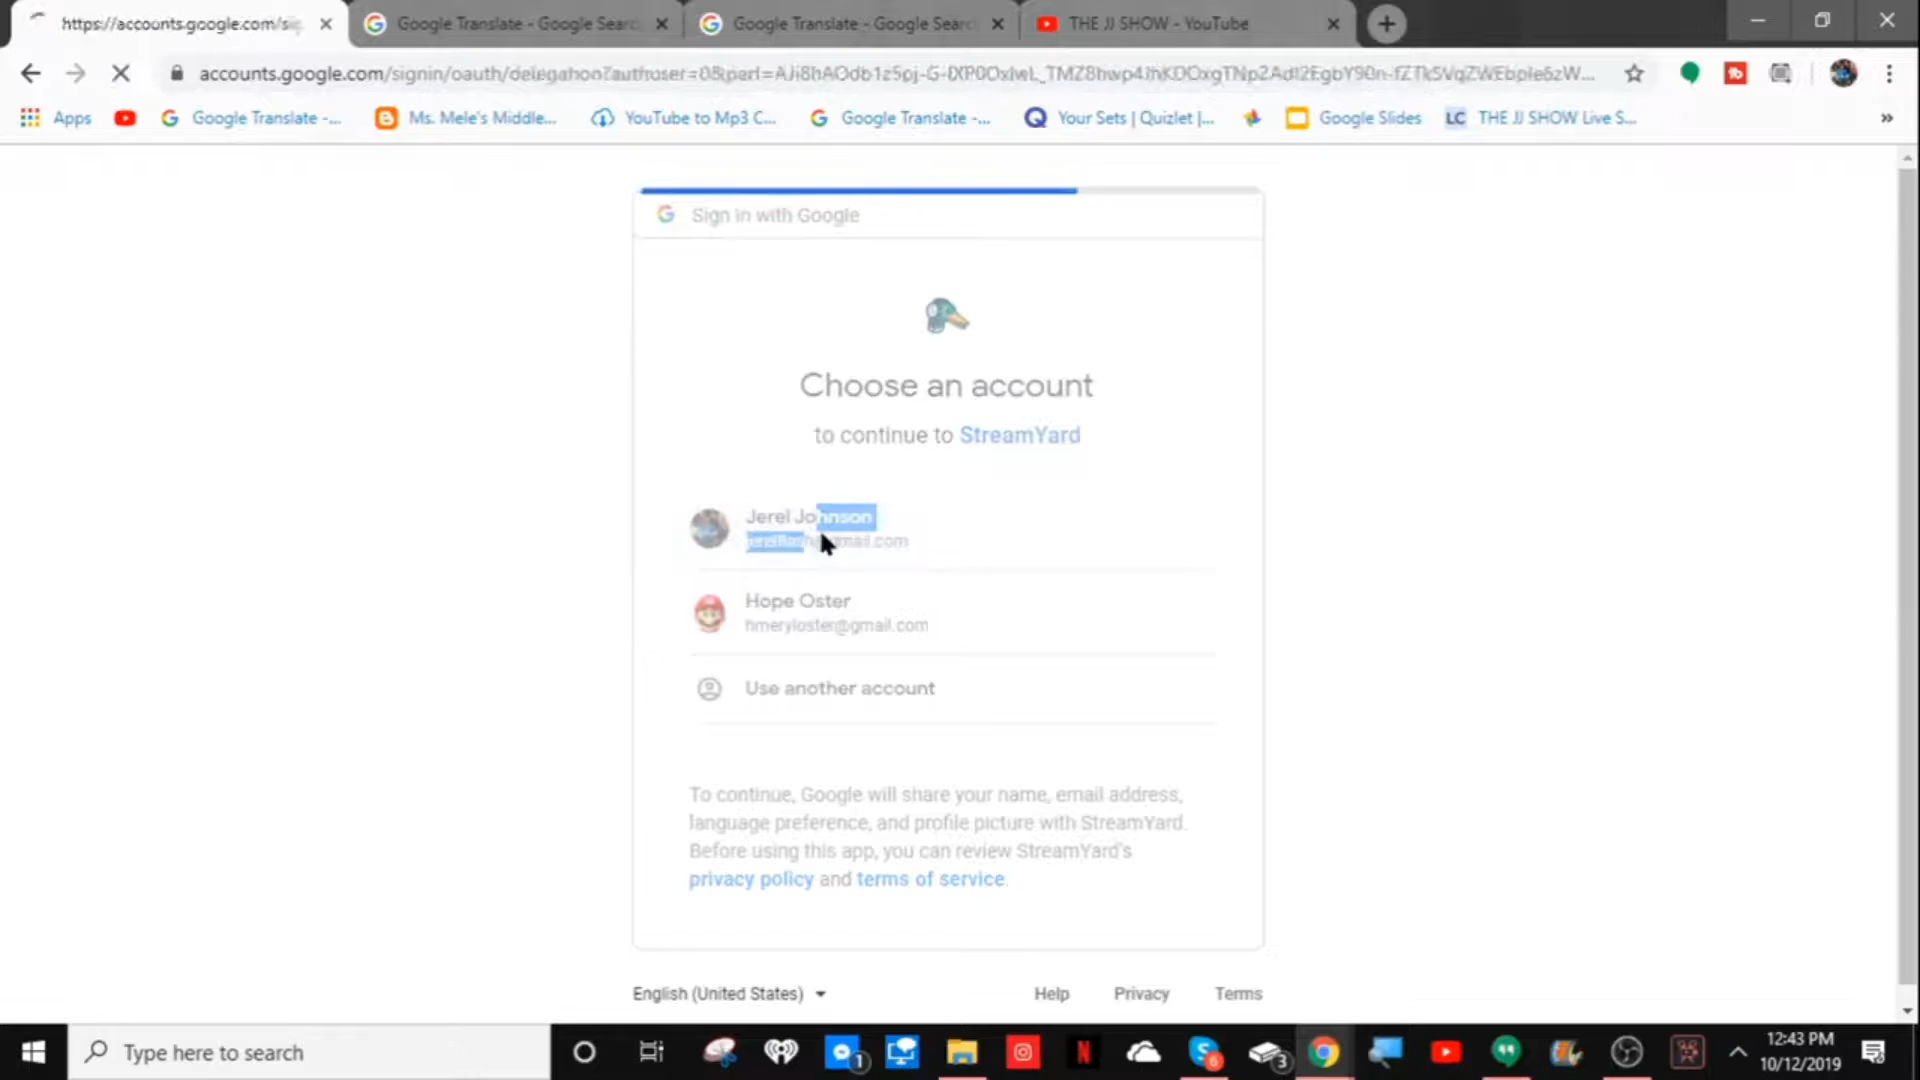 https://accounts.google.com/si
Google Translate - Google Searc
Google Translate - Google Searc
THE JJ SHOW - YouTube
accounts.google.com/signin/oauth/
Apps
Google Translate -...
Ms. Mele's Middle...
YouTube to Mp3 C...
Google Translate -...
Your Sets | Quizlet |...
Google Slides
LC THE JJ SHOW Live S...
»
Sign in with Google
Choose an account
to continue to StreamYard
Jerel Johnson
Hope Oster
hmeryloster@gmail.com
Use another account
To continue, Google will share your name, email address,
language preference, and profile picture with StreamYard.
Before using this app, you can review StreamYard's
privacy policy and terms of service.
English (United States)
Help
Privacy
Terms
Type here to search
1
6
3
12:43 PM
10/12/2019